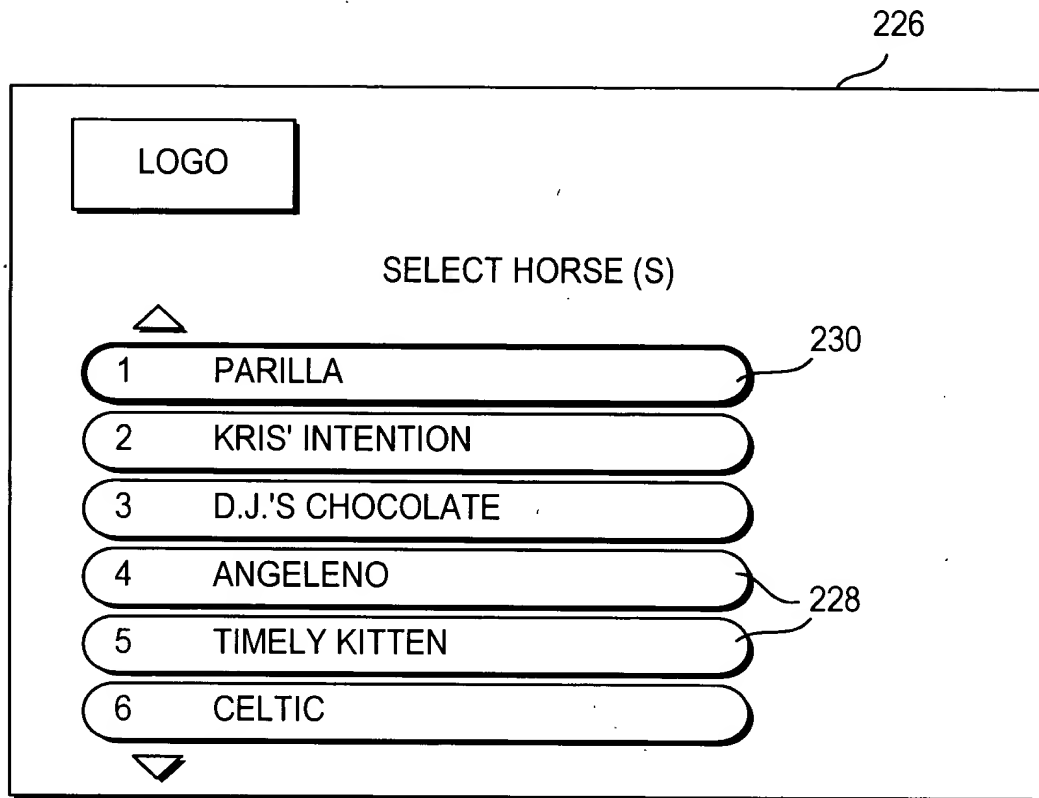 226
LOGO
SELECT HORSE (S)
230
1 PARILLA
2 KRIS' INTENTION
3 D.J.'S CHOCOLATE
4 ANGELENO
228
5 TIMELY KITTEN
6 CELTIC